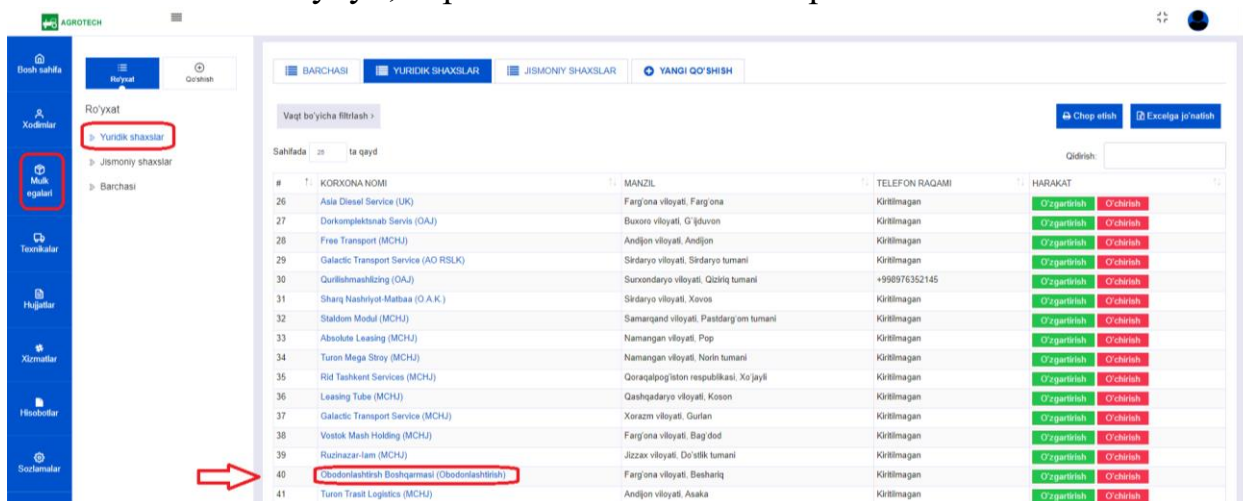 AGROTECH
Bosh sahifa
Xodimlar
Mulk egalari
Texnikalar
Hujjatlar
Xizmatlar
Hisobotlar
Sozlamalar
Ro'yxat
Qo'shish
Ro'yxat
Yuridik shaxslar
Jismoniy shaxslar
Barchasi
BARCHASI YURIDIK SHAXSLAR JISMONIY SHAXSLAR YANGI QO'SHISH
Vaqt bo'yicha filtrlash › Chop etish Excelga jo'natish
Sahifada 25 ta qayd Qidirish:
# KORXONA NOMI MANZIL TELEFON RAQAMI HARAKAT
26 Asia Diesel Service (UK) Farg'ona viloyati, Farg'ona Kiritilmagan O'zgartirish O'chirish
27 Dorkomplektsnab Servis (OAJ) Buxoro viloyati, G'ijduvon Kiritilmagan O'zgartirish O'chirish
28 Free Transport (MCHJ) Andijon viloyati, Andijon Kiritilmagan O'zgartirish O'chirish
29 Galactic Transport Service (AO RSLK) Sirdaryo viloyati, Sirdaryo tumani Kiritilmagan O'zgartirish O'chirish
30 Qurilishmashlizing (OAJ) Surxondaryo viloyati, Qiziriq tumani +998976352145 O'zgartirish O'chirish
31 Sharq Nashriyot-Matbaa (O.A.K.) Sirdaryo viloyati, Xovos Kiritilmagan O'zgartirish O'chirish
32 Staldom Modul (MCHJ) Samarqand viloyati, Pastdarg'om tumani Kiritilmagan O'zgartirish O'chirish
33 Absolute Leasing (MCHJ) Namangan viloyati, Pop Kiritilmagan O'zgartirish O'chirish
34 Turon Mega Stroy (MCHJ) Namangan viloyati, Norin tumani Kiritilmagan O'zgartirish O'chirish
35 Rid Tashkent Services (MCHJ) Qoraqalpog'iston respublikasi, Xo'jayli Kiritilmagan O'zgartirish O'chirish
36 Leasing Tube (MCHJ) Qashqadaryo viloyati, Koson Kiritilmagan O'zgartirish O'chirish
37 Galactic Transport Service (MCHJ) Xorazm viloyati, Gurlan Kiritilmagan O'zgartirish O'chirish
38 Vostok Mash Holding (MCHJ) Farg'ona viloyati, Bag'dod Kiritilmagan O'zgartirish O'chirish
39 Ruzinazar-Iam (MCHJ) Jizzax viloyati, Do'stlik tumani Kiritilmagan O'zgartirish O'chirish
40 Obodonlashtirsh Boshqarmasi (Obodonlashtirish) Farg'ona viloyati, Beshariq Kiritilmagan O'zgartirish O'chirish
41 Turon Trasit Logistics (MCHJ) Andijon viloyati, Asaka Kiritilmagan O'zgartirish O'chirish